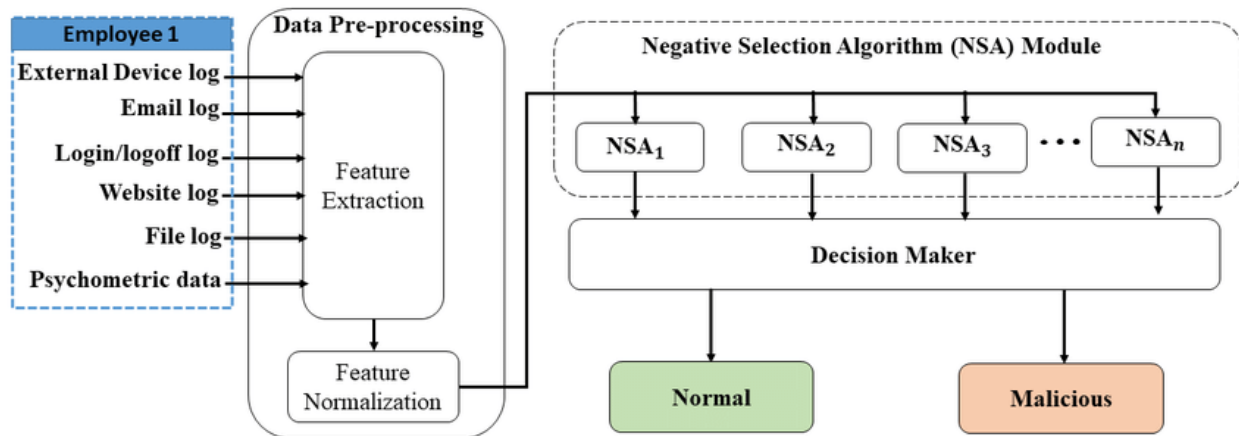 Employee 1
External Device log
Email log
Login/logoff log
Website log
File log
Psychometric data
Data Pre-processing
Feature
Extraction
Feature
Normalization
Negative Selection Algorithm (NSA) Module
NSA₁
NSA₂
NSA₃
•••
NSAₙ
Decision Maker
Normal
Malicious